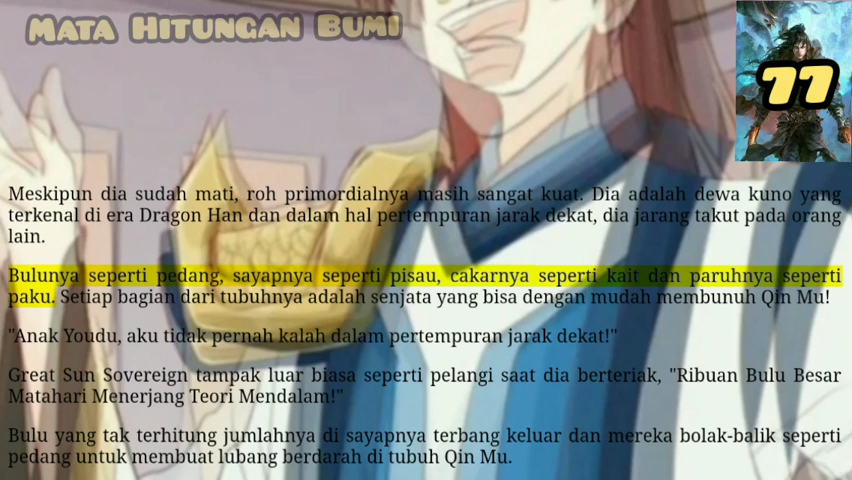 Mata Hitungan Bumi
77
Meskipun dia sudah mati, roh primordialnya masih sangat kuat. Dia adalah dewa kuno yang
terkenal di era Dragon Han dan dalam hal pertempuran jarak dekat, dia jarang takut pada orang
lain.
Bulunya seperti pedang, sayapnya seperti pisau, cakarnya seperti kait dan paruhnya seperti
paku. Setiap bagian dari tubuhnya adalah senjata yang bisa dengan mudah membunuh Qin Mu!
"Anak Youdu, aku tidak pernah kalah dalam pertempuran jarak dekat!"
Great Sun Sovereign tampak luar biasa seperti pelangi saat dia berteriak, "Ribuan Bulu Besar
Matahari Menerjang Teori Mendalam!"
Bulu yang tak terhitung jumlahnya di sayapnya terbang keluar dan mereka bolak-balik seperti
pedang untuk membuat lubang berdarah di tubuh Qin Mu.